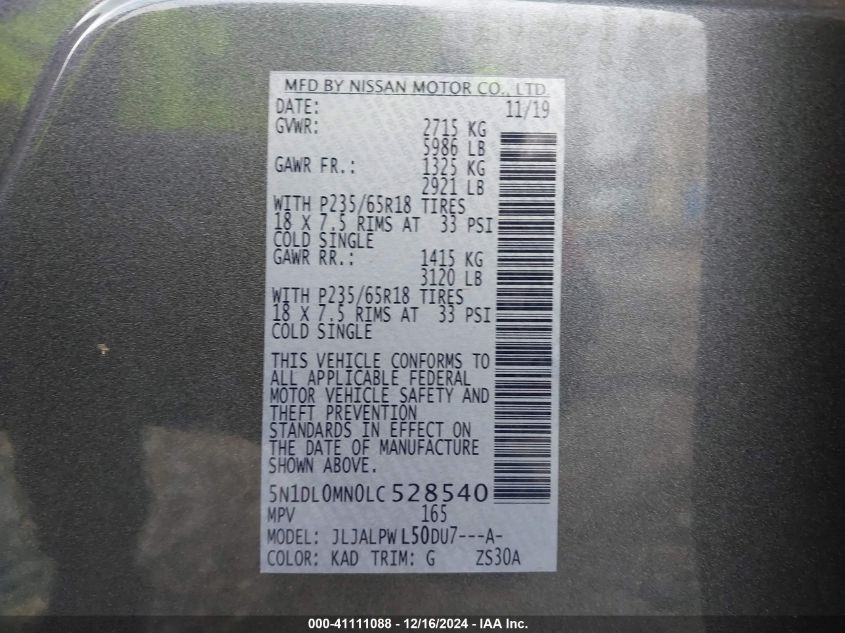 MFD BY NISSAN MOTOR CO., LTD.
DATE: 11/19
GVWR: 2715 KG
5986 LB
GAWR FR.: 1325 KG
2921 LB
WITH P235/65R18 TIRES
18 X 7.5 RIMS AT 33 PSI
COLD SINGLE
GAWR RR.: 1415 KG
3120 LB
WITH P235/65R18 TIRES
18 X 7.5 RIMS AT 33 PSI
COLD SINGLE
THIS VEHICLE CONFORMS TO
ALL APPLICABLE FEDERAL
MOTOR VEHICLE SAFETY AND
THEFT PREVENTION
STANDARDS IN EFFECT ON
THE DATE OF MANUFACTURE
SHOWN ABOVE.
5N1DL0MN0LC528540
MPV 165
MODEL: JLJALPWL50DU7---A-
COLOR: KAD TRIM: G ZS30A
000-41111088 - 12/16/2024 - IAA Inc.